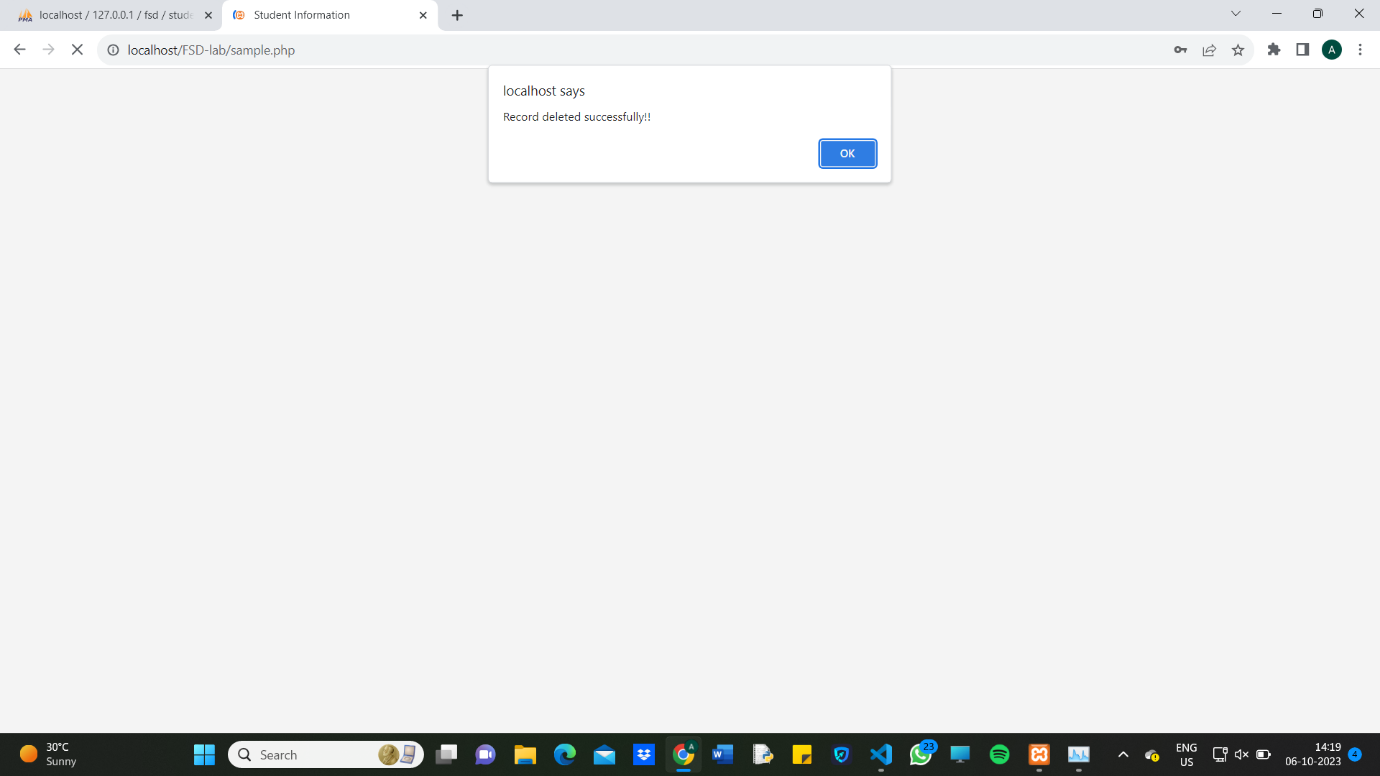 localhost / 127.0.0.1 / fsd / stude
Student Information
localhost/FSD-lab/sample.php
A
localhost says
Record deleted successfully!!
OK
30°C
Sunny
Search
A
23
ENG
US
14:19
06-10-2023
4